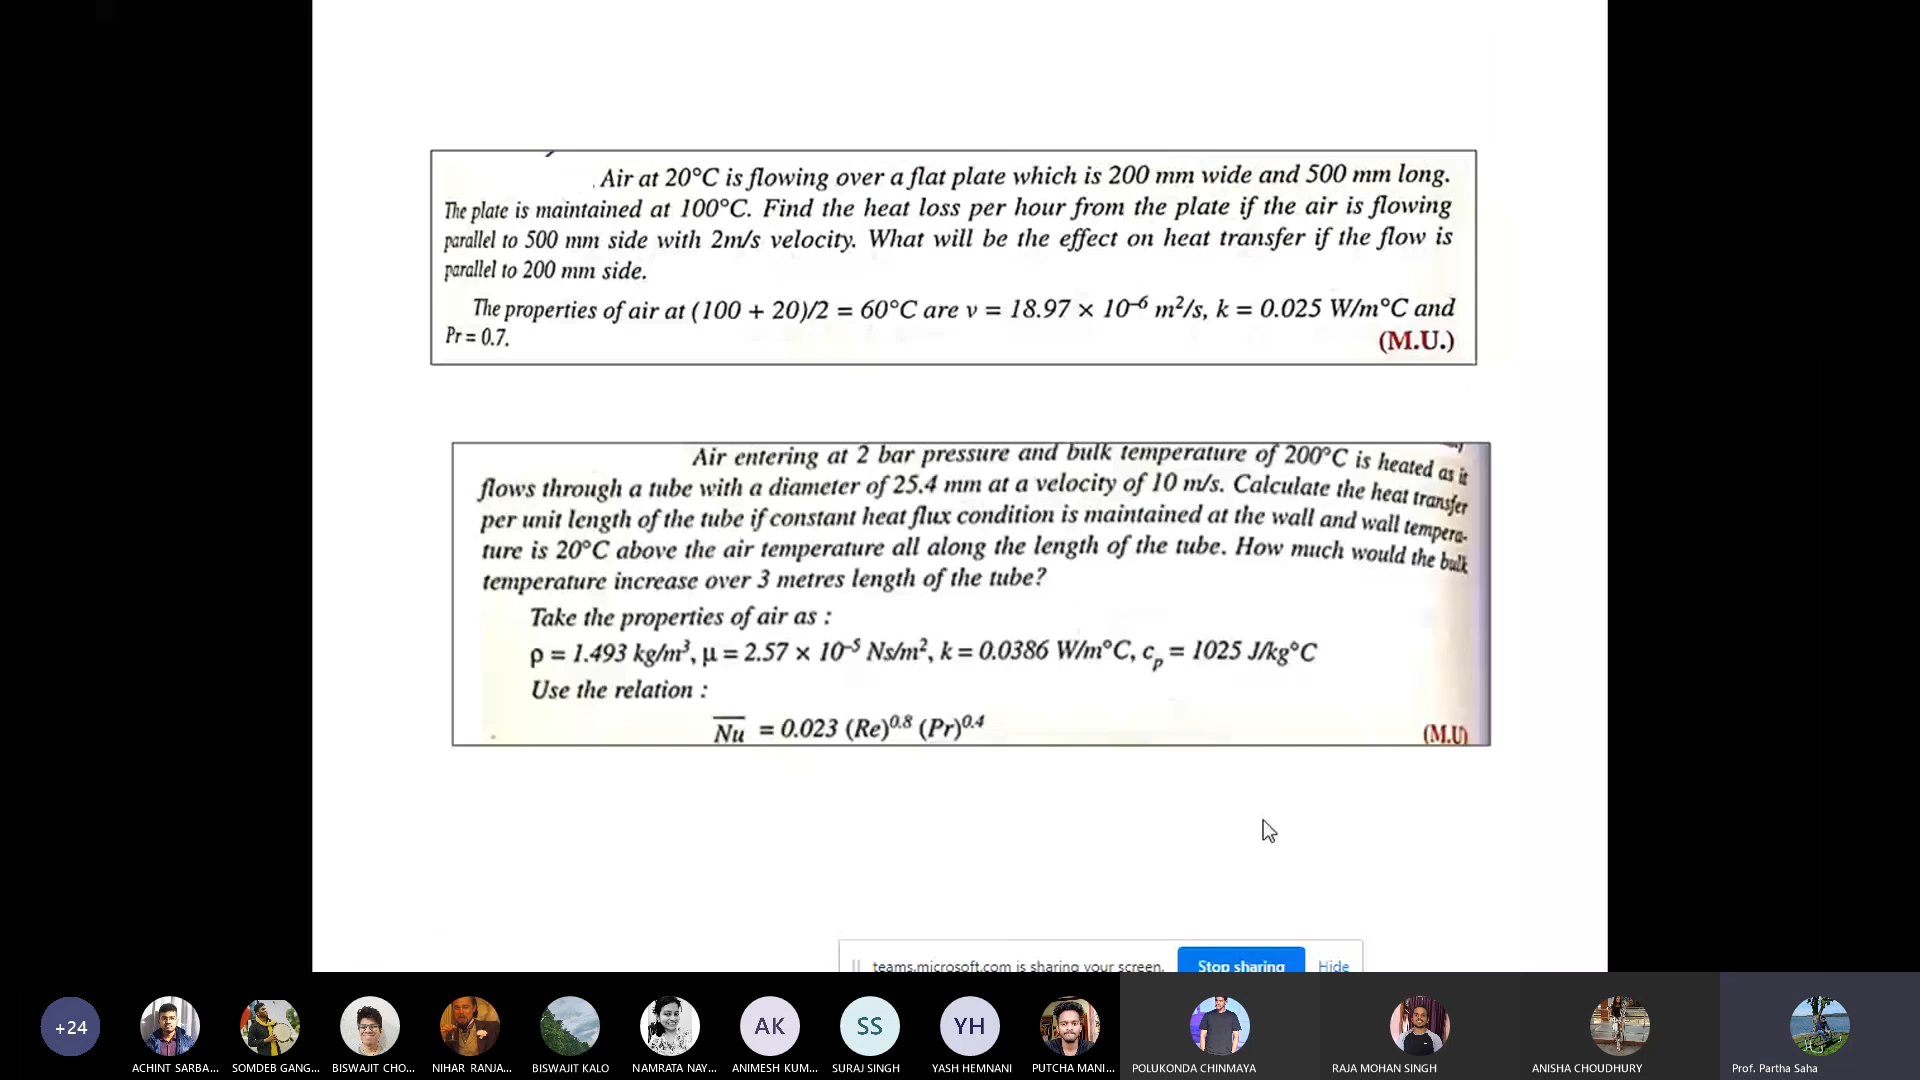 Air at 20°C is flowing over a flat plate which is 200 mm wide and 500 mm long.
The plate is maintained at 100°C. Find the heat loss per hour from the plate if the air is flowing
parallel to 500 mm side with 2m/s velocity. What will be the effect on heat transfer if the flow is
parallel to 200 mm side.
The properties of air at (100 + 20)/2 = 60°C are ν = 18.97 × 10⁻⁶ m²/s, k = 0.025 W/m°C and
Pr = 0.7.
(M.U.)
Air entering at 2 bar pressure and bulk temperature of 200°C is heated as it
flows through a tube with a diameter of 25.4 mm at a velocity of 10 m/s. Calculate the heat transfer
per unit length of the tube if constant heat flux condition is maintained at the wall and wall tempera-
ture is 20°C above the air temperature all along the length of the tube. How much would the bulk
temperature increase over 3 metres length of the tube?
Take the properties of air as :
ρ = 1.493 kg/m³, μ = 2.57 × 10⁻⁵ Ns/m², k = 0.0386 W/m°C, cₚ = 1025 J/kg°C
Use the relation :
N̅u̅ = 0.023 (Re)⁰·⁸ (Pr)⁰·⁴
(M.U)
teams.microsoft.com is sharing your screen. Stop sharing Hide
+24 AK SS YH
ACHINT SARBA... SOMDEB GANG... BISWAJIT CHO... NIHAR RANJA... BISWAJIT KALO NAMRATA NAY... ANIMESH KUM... SURAJ SINGH YASH HEMNANI PUTCHA MANI... POLUKONDA CHINMAYA RAJA MOHAN SINGH ANISHA CHOUDHURY Prof. Partha Saha